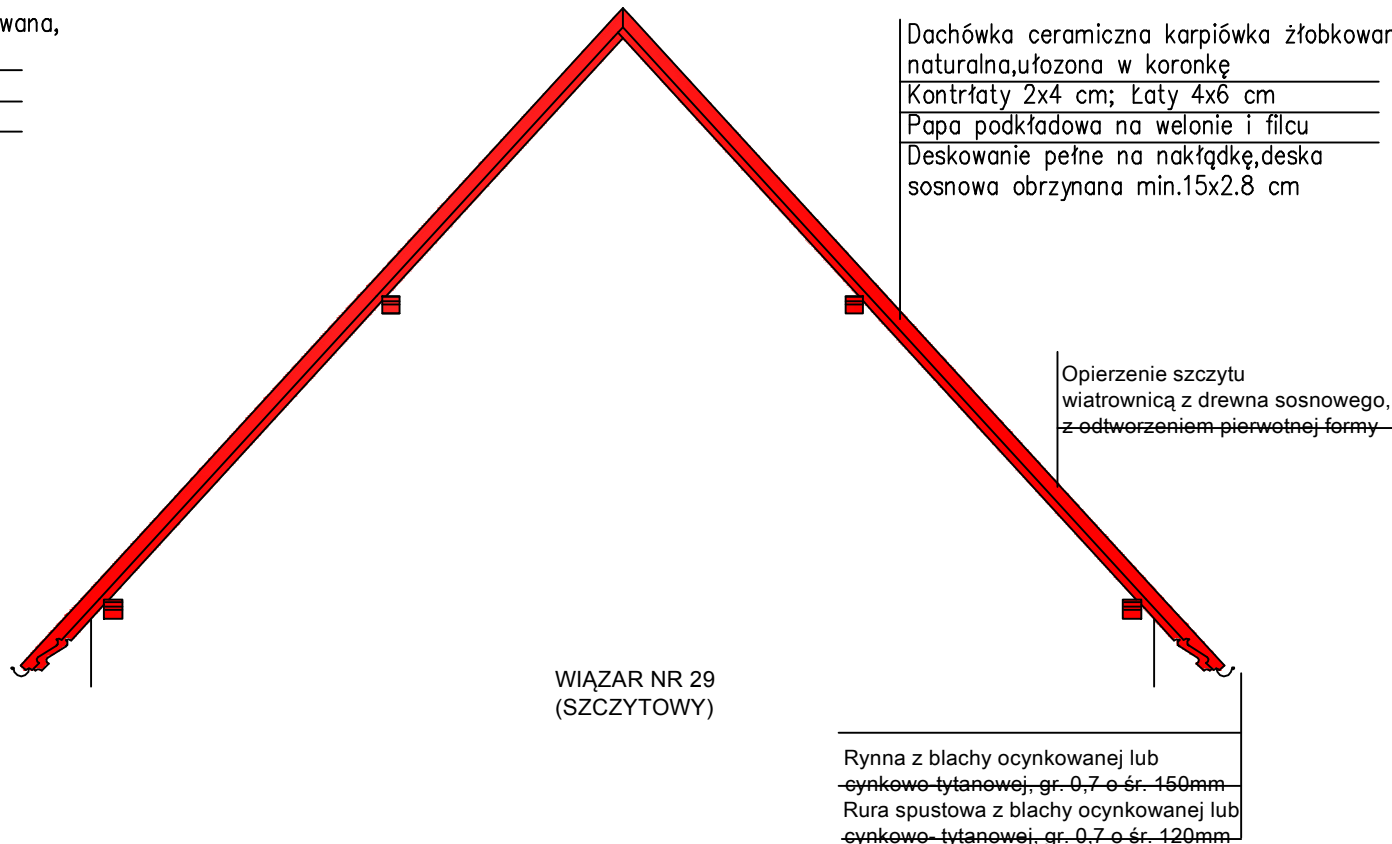 wana,
Dachówka ceramiczna karpiówka żłobkowan
naturalna,ułozona w koronkę
Kontrłaty 2x4 cm; Łaty 4x6 cm
Papa podkładowa na welonie i filcu
Deskowanie pełne na nakłądkę,deska
sosnowa obrzynana min.15x2.8 cm
Opierzenie szczytu
wiatrownicą z drewna sosnowego,
z odtworzeniem pierwotnej formy
WIĄZAR NR 29
(SZCZYTOWY)
Rynna z blachy ocynkowanej lub
cynkowo-tytanowej, gr. 0,7 o śr. 150mm
Rura spustowa z blachy ocynkowanej lub
cynkowo- tytanowej, gr. 0,7 o śr. 120mm